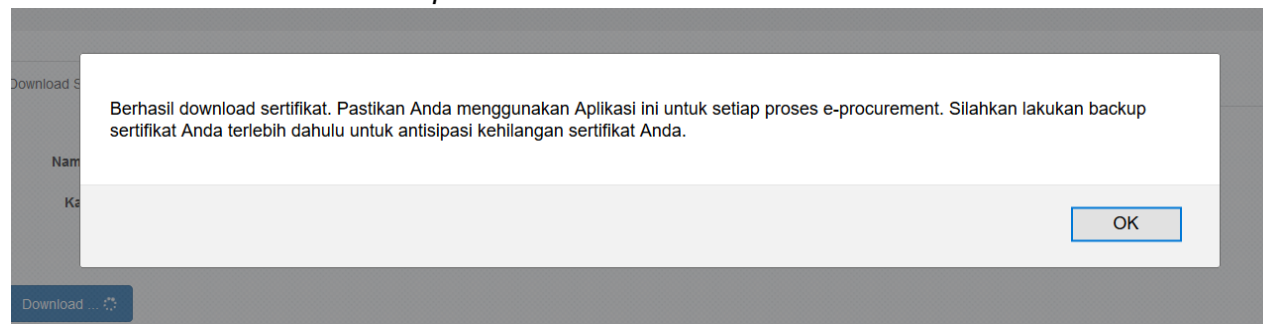 Download S
Berhasil download sertifikat. Pastikan Anda menggunakan Aplikasi ini untuk setiap proses e-procurement. Silahkan lakukan backup
sertifikat Anda terlebih dahulu untuk antisipasi kehilangan sertifikat Anda.
Nam
Ka
OK
Download ...